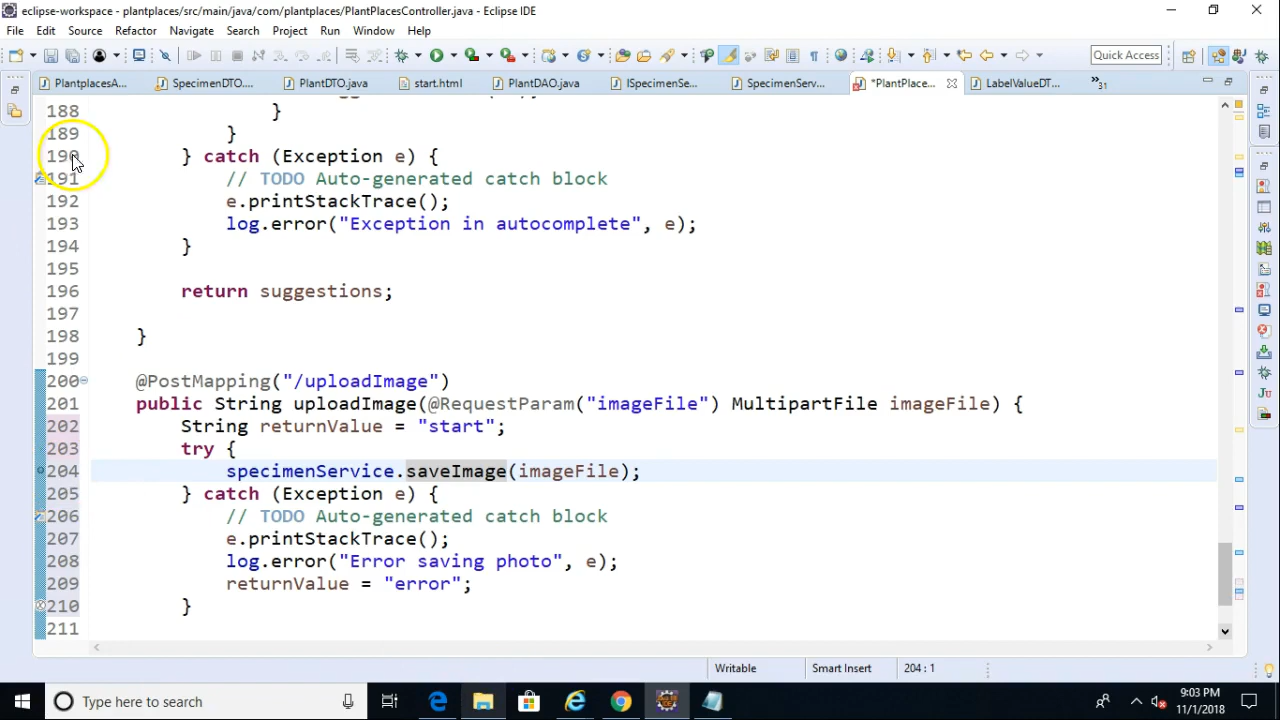 eclipse-workspace - plantplaces/src/main/java/com/plantplaces/PlantPlacesController.java - Eclipse IDE
File Edit Source Refactor Navigate Search Project Run Window Help
Quick Access
PlantplacesA... SpecimenDTO.... PlantDTO.java start.html PlantDAO.java ISpecimenSe... SpecimenServ... *PlantPlace... LabelValueDT... »31
188 }
189 }
190 } catch (Exception e) {
191 // TODO Auto-generated catch block
192 e.printStackTrace();
193 log.error("Exception in autocomplete", e);
194 }
195
196 return suggestions;
197
198 }
199
200 @PostMapping("/uploadImage")
201 public String uploadImage(@RequestParam("imageFile") MultipartFile imageFile) {
202 String returnValue = "start";
203 try {
204 specimenService.saveImage(imageFile);
205 } catch (Exception e) {
206 // TODO Auto-generated catch block
207 e.printStackTrace();
208 log.error("Error saving photo", e);
209 returnValue = "error";
210 }
211
Writable Smart Insert 204 : 1
Type here to search
9:03 PM
11/1/2018